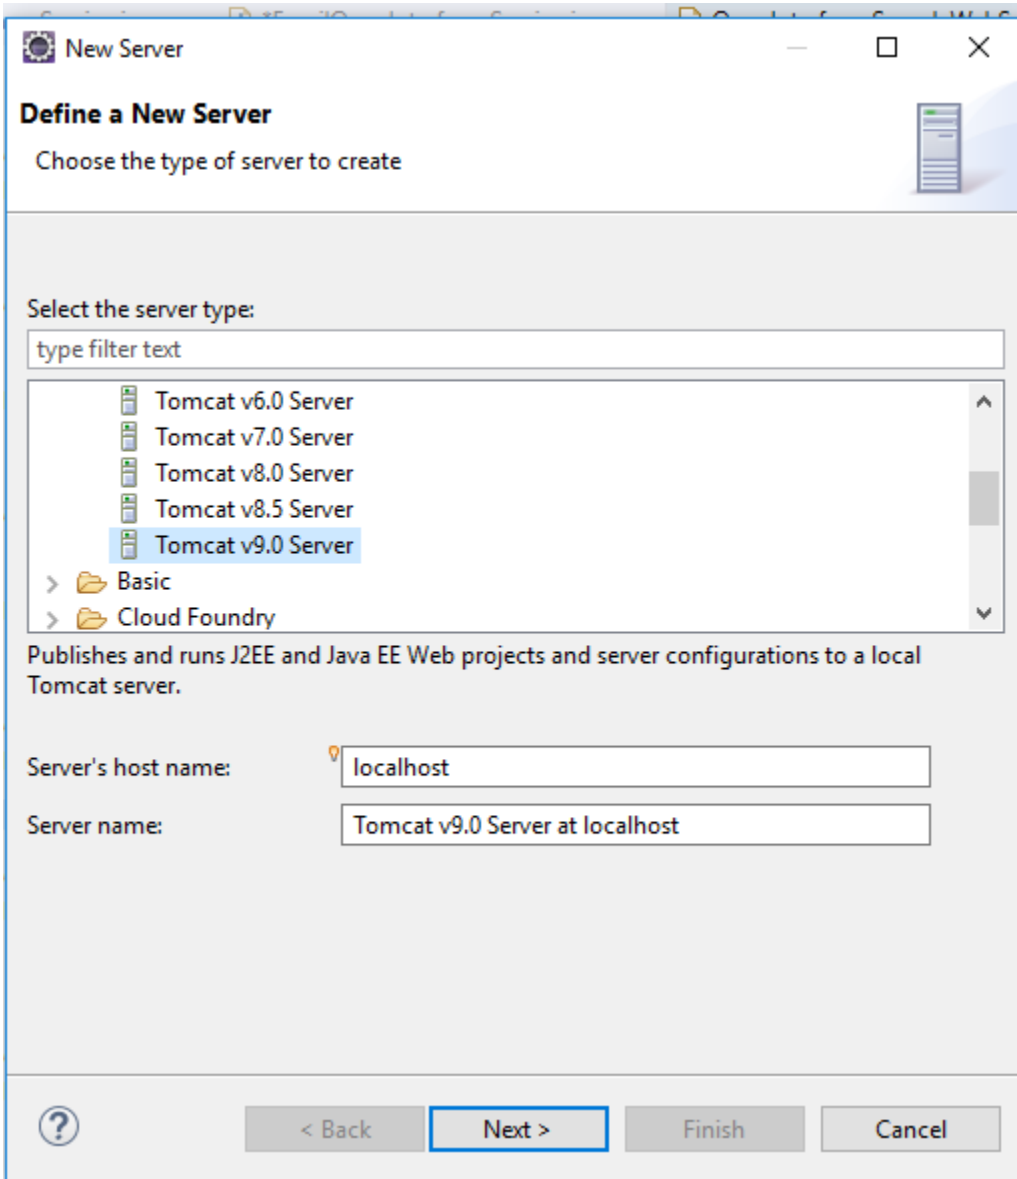 New Server
Define a New Server
Choose the type of server to create
Select the server type:
type filter text
Tomcat v6.0 Server
Tomcat v7.0 Server
Tomcat v8.0 Server
Tomcat v8.5 Server
Tomcat v9.0 Server
Basic
Cloud Foundry
Publishes and runs J2EE and Java EE Web projects and server configurations to a local
Tomcat server.
Server's host name: localhost
Server name: Tomcat v9.0 Server at localhost
? < Back Next > Finish Cancel